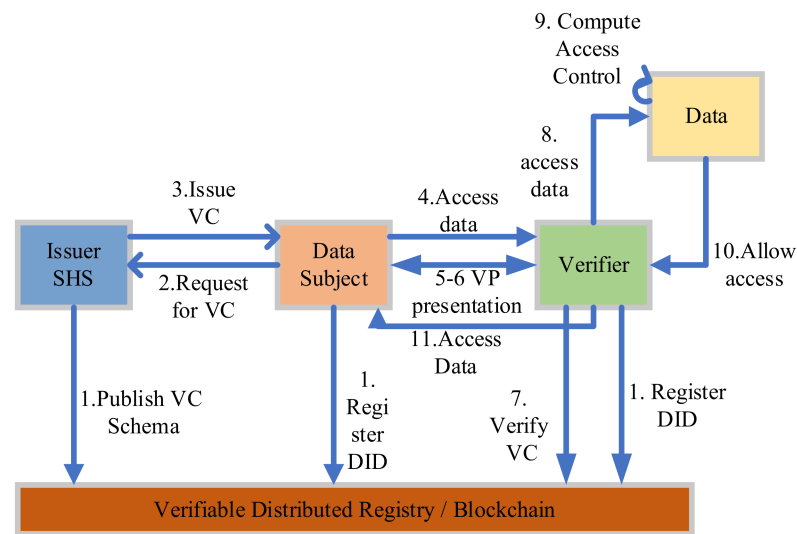 9. Compute
Access
Control
Data
8.
access
data
3.Issue
VC
4.Access
data
Issuer
SHS
Data
Subject
Verifier
10.Allow
access
2.Request
for VC
5-6 VP
presentation
11.Access
Data
1.Publish VC
Schema
1.
Regi
ster
DID
7.
Verify
VC
1. Register
DID
Verifiable Distributed Registry / Blockchain